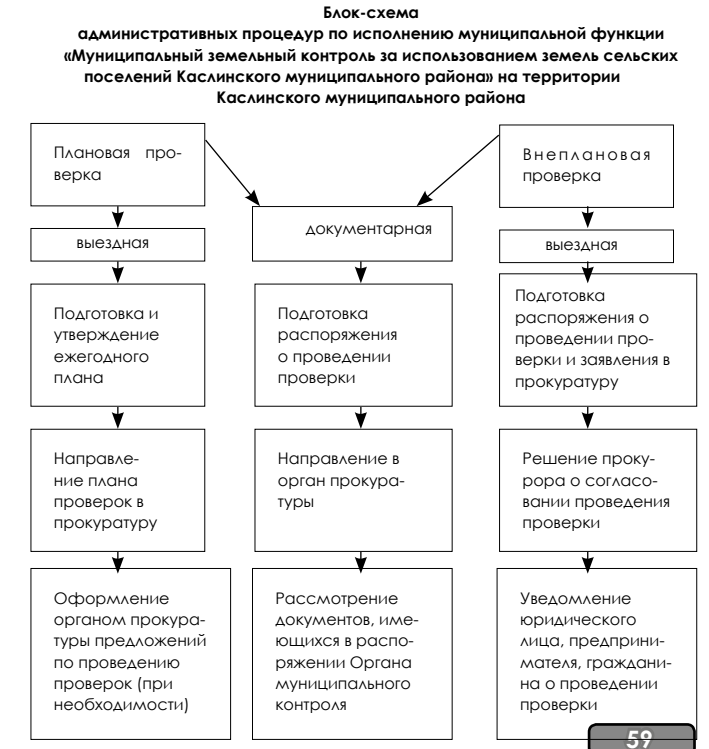 Блок-схема
административных процедур по исполнению муниципальной функции
«Муниципальный земельный контроль за использованием земель сельских
поселений Каслинского муниципального района» на территории
Каслинского муниципального района
Плановая про-
верка
Внеплановая
проверка
выездная
документарная
выездная
Подготовка и
утверждение
ежегодного
плана
Подготовка
распоряжения
о проведении
проверки
Подготовка
распоряжения о
проведении про-
верки и заявления в
прокуратуру
Направле-
ние плана
проверок в
прокуратуру
Направление в
орган прокура-
туры
Решение проку-
рора о согласо-
вании проведения
проверки
Оформление
органом прокура-
туры предложений
по проведению
проверок (при
необходимости)
Рассмотрение
документов, име-
ющихся в распо-
ряжении Органа
муниципального
контроля
Уведомление
юридического
лица, предприни-
мателя, граждани-
на о проведении
проверки
59